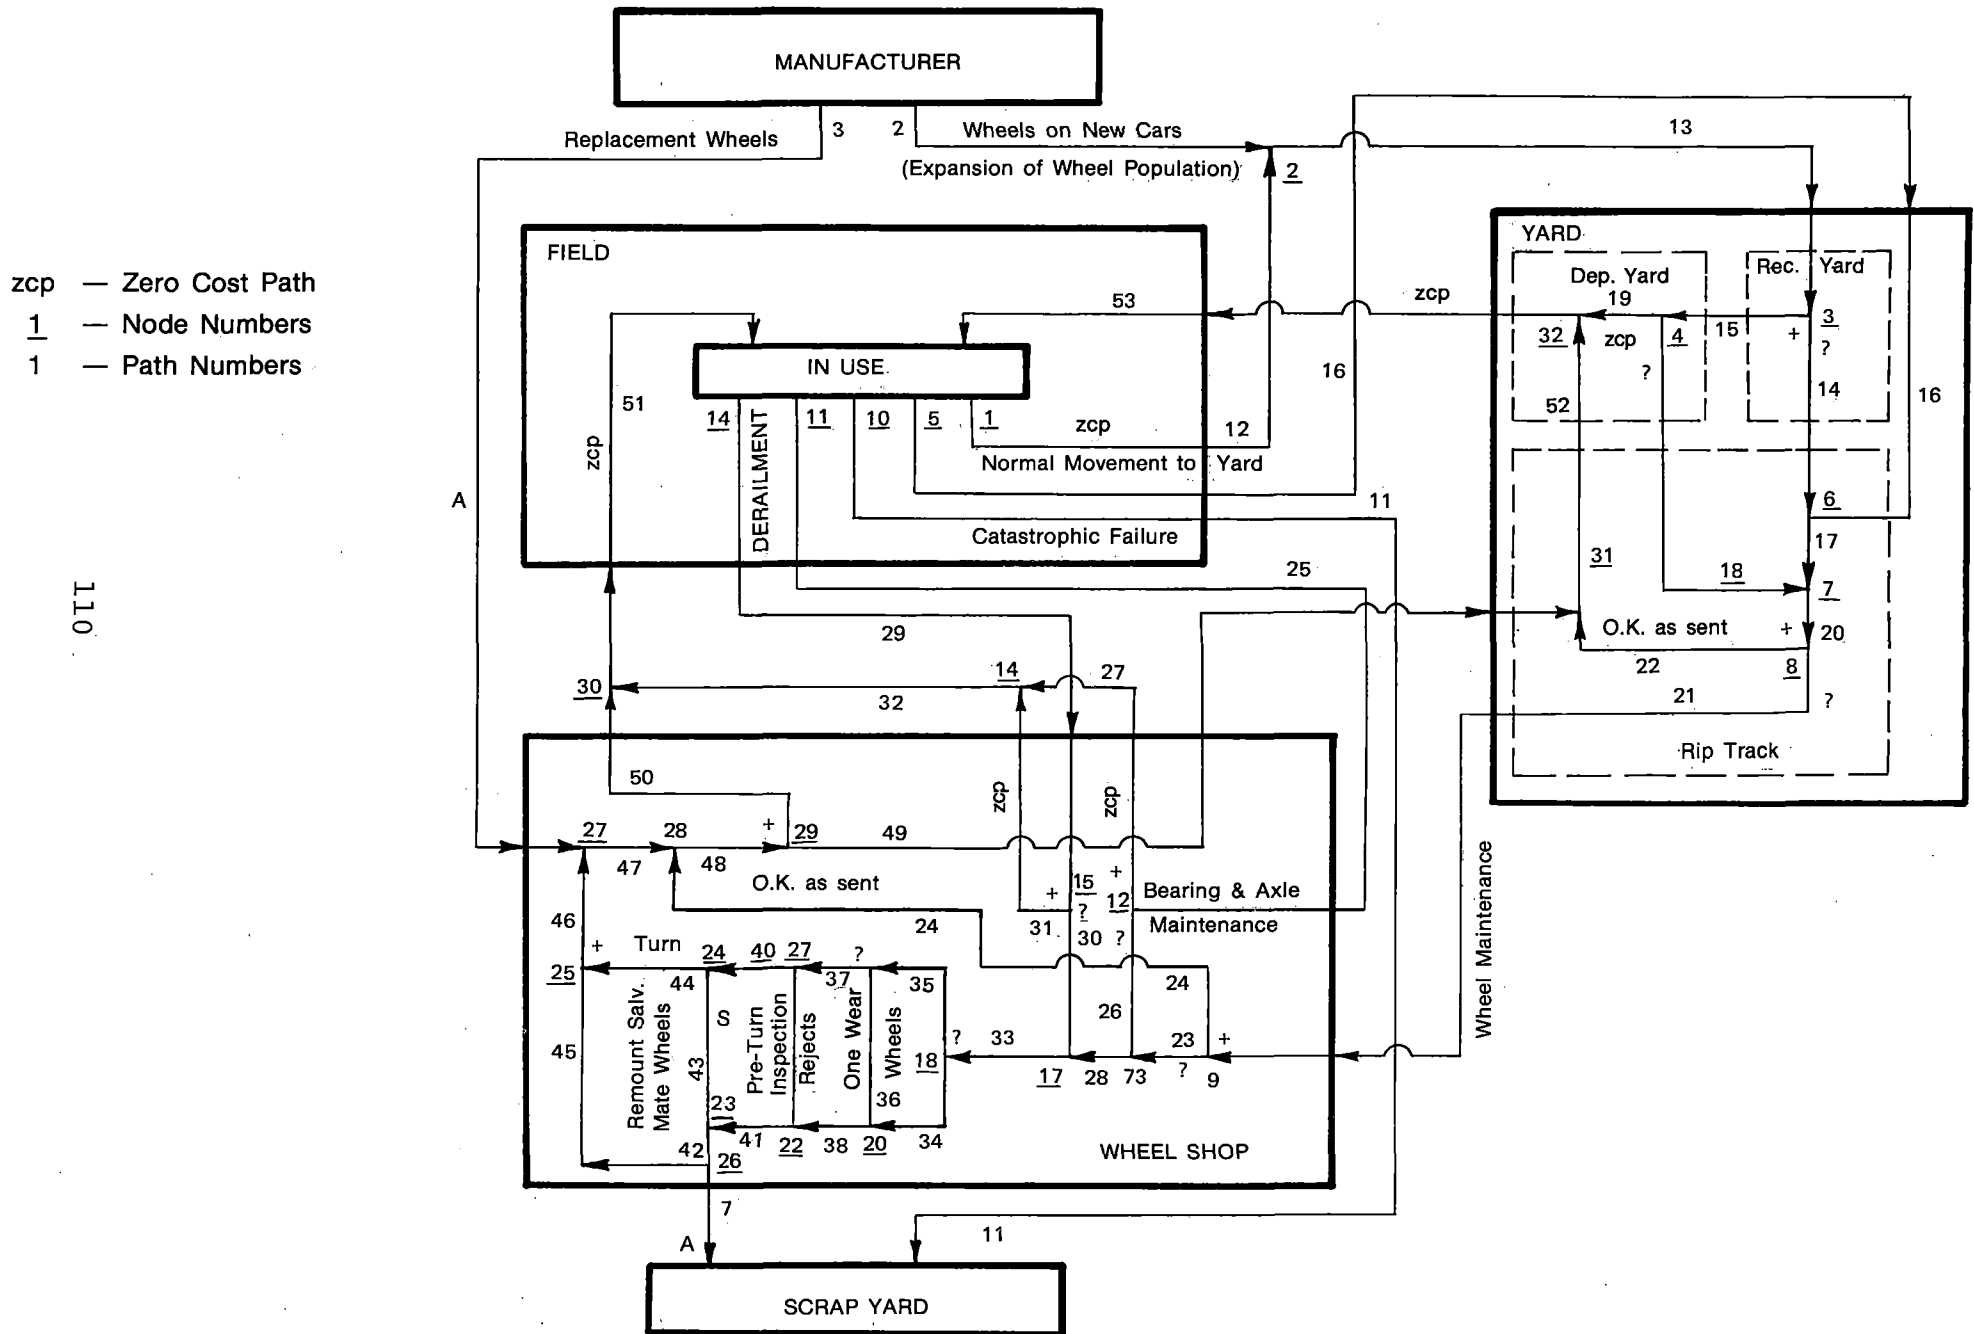 MANUFACTURER
Replacement Wheels
3
2
Wheels on New Cars
(Expansion of Wheel Population)
2
13
zcp — Zero Cost Path
1 — Node Numbers
1 — Path Numbers
110
A
FIELD
53
zcp
IN USE
51
zcp
14
DERAILMENT
11
10
5
1
zcp
12
Normal Movement to Yard
16
11
Catastrophic Failure
25
29
YARD
Dep. Yard
Rec. Yard
19
32
zcp
4
15
+
3
?
?
52
14
16
6
17
31
18
7
O.K. as sent
+
20
22
8
21
?
Rip Track
30
32
14
27
50
zcp
zcp
27
28
+
29
49
47
48
O.K. as sent
+
15
+
?
12
Bearing & Axle
Maintenance
31
30
?
24
46
+
Turn
24
40
27
?
25
44
37
35
24
Remount Salv.
Mate Wheels
S
Pre-Turn
Inspection
Rejects
One Wear
Wheels
26
45
43
?
33
23
+
18
36
17
28
73
?
9
23
42
41
22
38
20
34
26
WHEEL SHOP
Wheel Maintenance
7
A
11
SCRAP YARD